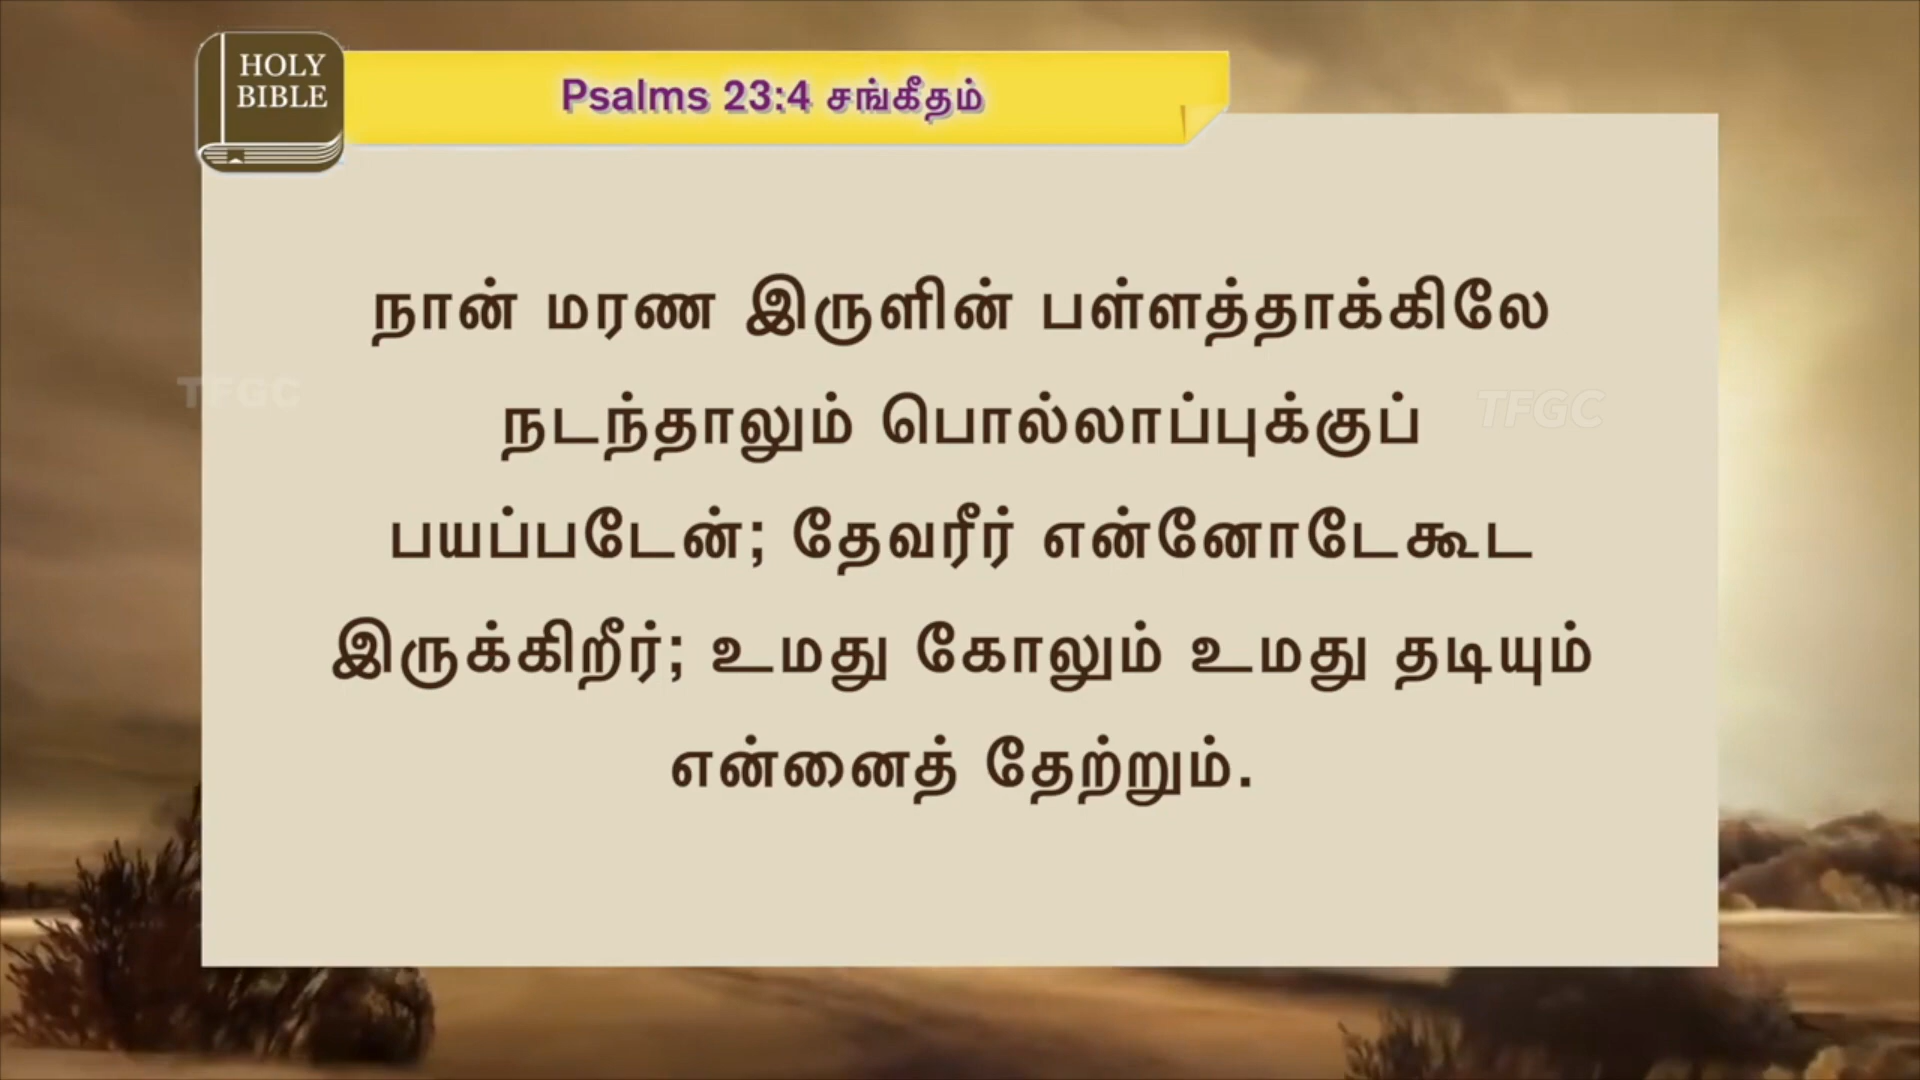 HOLY
BIBLE
Psalms 23:4 சங்கீதம்
நான் மரண இருளின் பள்ளத்தாக்கிலே
நடந்தாலும் பொல்லாப்புக்குப்
பயப்படேன்; தேவரீர் என்னோடேகூட
இருக்கிறீர்; உமது கோலும் உமது தடியும்
என்னைத் தேற்றும்.
TFGC
TFGC